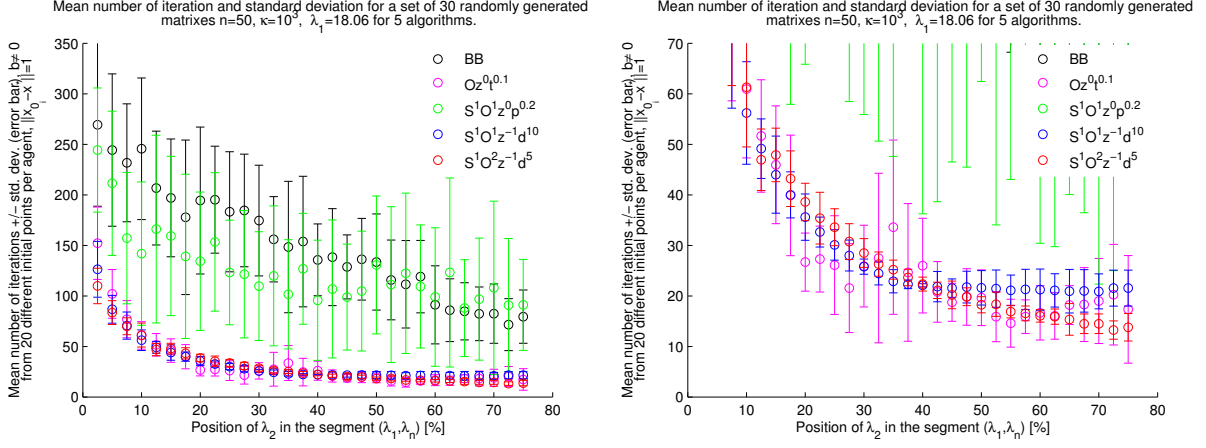 Mean number of iteration and standard deviation for a set of 30 randomly generated
matrixes n=50, κ=10³, λ₁=18.06 for 5 algorithms.
Mean number of iterations +/− std. dev. (error bar), b≠ 0
from 20 different initial points per agent, ||x₀ᵢ−x*||=1
350
300
250
200
150
100
50
0
0
10
20
30
40
50
60
70
80
Position of λ₂ in the segment (λ₁,λₙ) [%]
BB
Oz⁰t⁰·¹
S¹O¹z⁰p⁰·²
S¹O¹z⁻¹d¹⁰
S¹O²z⁻¹d⁵
Mean number of iteration and standard deviation for a set of 30 randomly generated
matrixes n=50, κ=10³, λ₁=18.06 for 5 algorithms.
Mean number of iterations +/− std. dev. (error bar), b≠ 0
from 20 different initial points per agent, ||x₀ᵢ−x*||=1
70
60
50
40
30
20
10
0
0
10
20
30
40
50
60
70
80
Position of λ₂ in the segment (λ₁,λₙ) [%]
BB
Oz⁰t⁰·¹
S¹O¹z⁰p⁰·²
S¹O¹z⁻¹d¹⁰
S¹O²z⁻¹d⁵